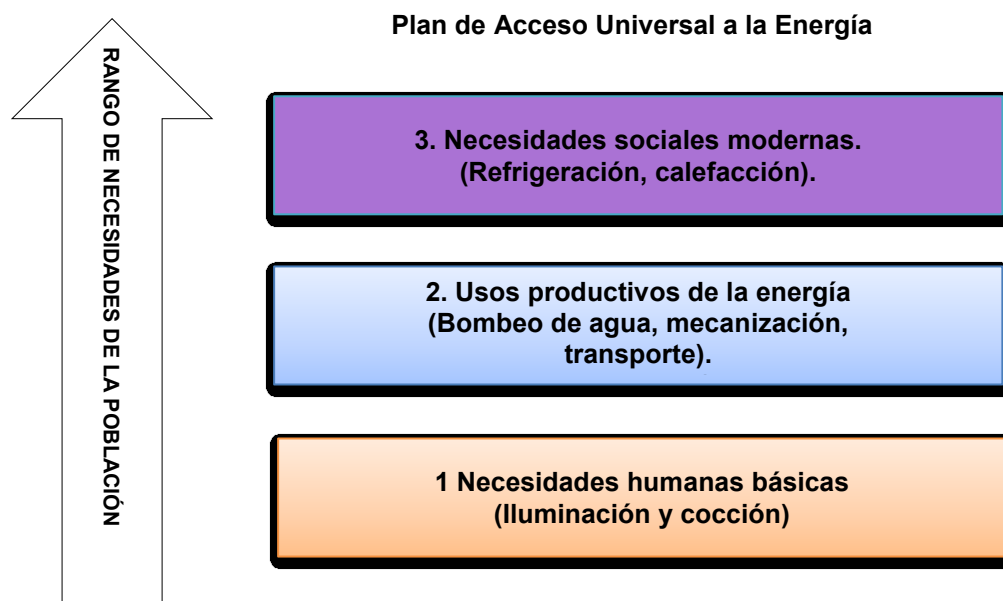 Plan de Acceso Universal a la Energía
RANGO DE NECESIDADES DE LA POBLACIÓN
3. Necesidades sociales modernas.
(Refrigeración, calefacción).
2. Usos productivos de la energía
(Bombeo de agua, mecanización,
transporte).
1 Necesidades humanas básicas
(Iluminación y cocción)